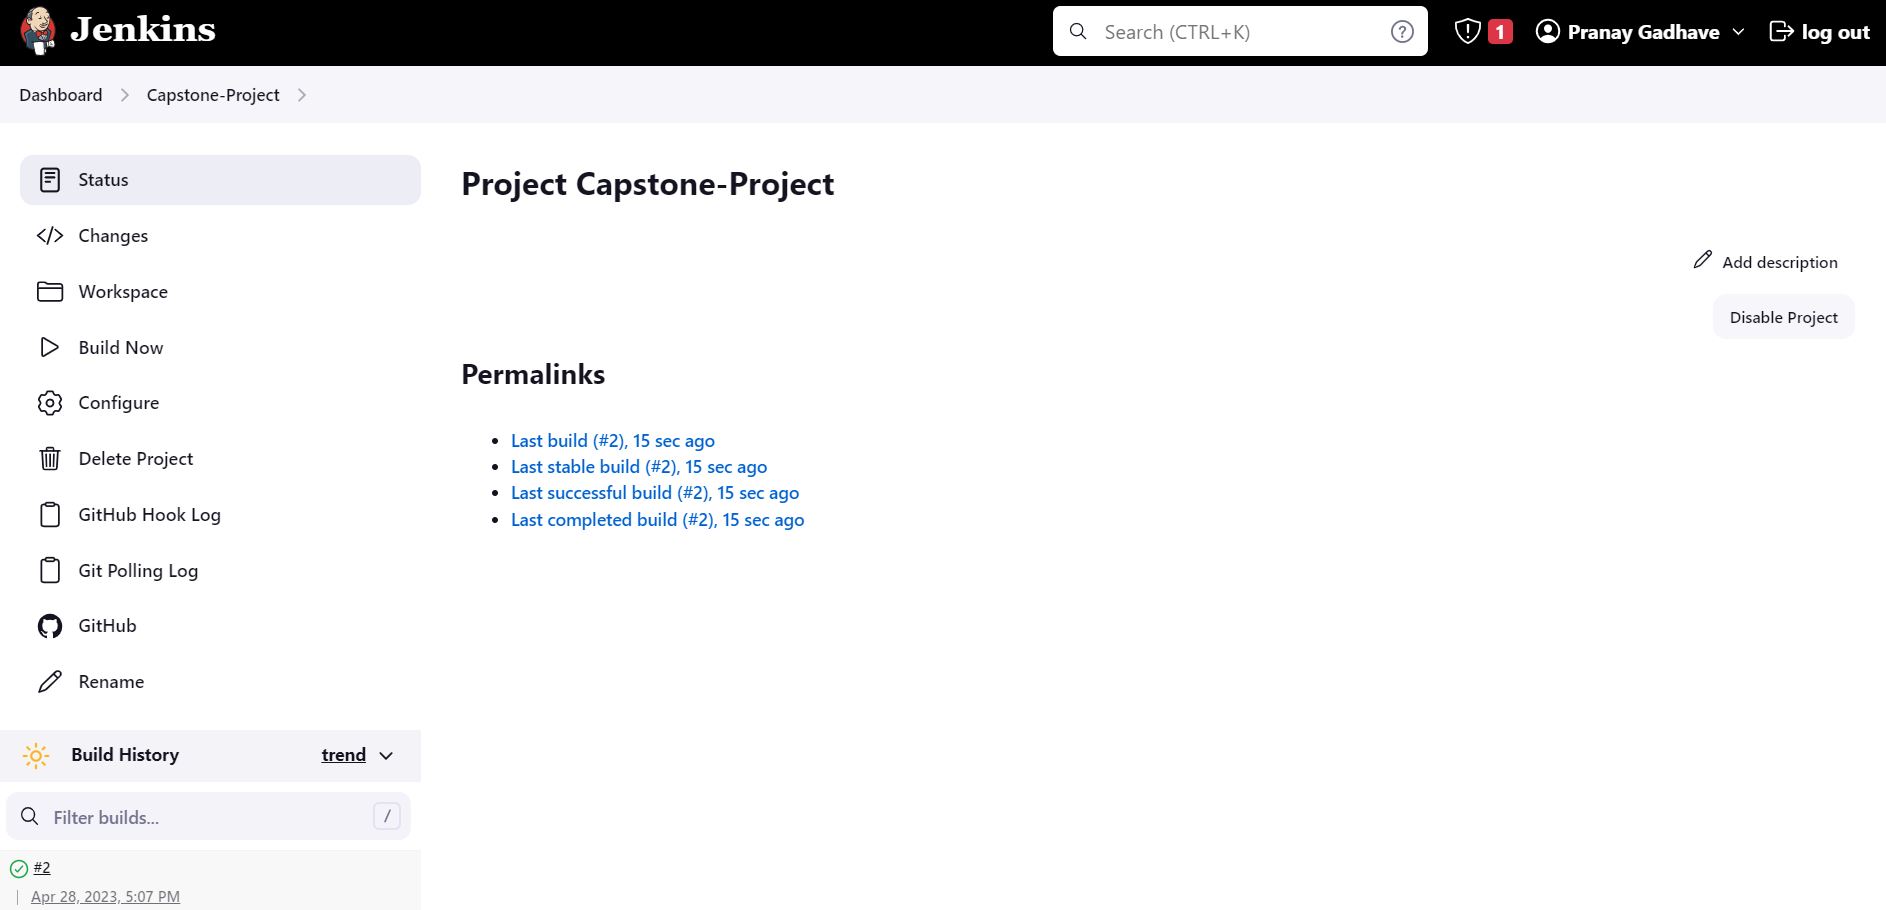 Jenkins
Search (CTRL+K)
?
1
Pranay Gadhave
log out
Dashboard
Capstone-Project
Status
Changes
Workspace
Build Now
Configure
Delete Project
GitHub Hook Log
Git Polling Log
GitHub
Rename
Build History
trend
Filter builds...
/
#2
Apr 28, 2023, 5:07 PM
Project Capstone-Project
Add description
Disable Project
Permalinks
Last build (#2), 15 sec ago
Last stable build (#2), 15 sec ago
Last successful build (#2), 15 sec ago
Last completed build (#2), 15 sec ago